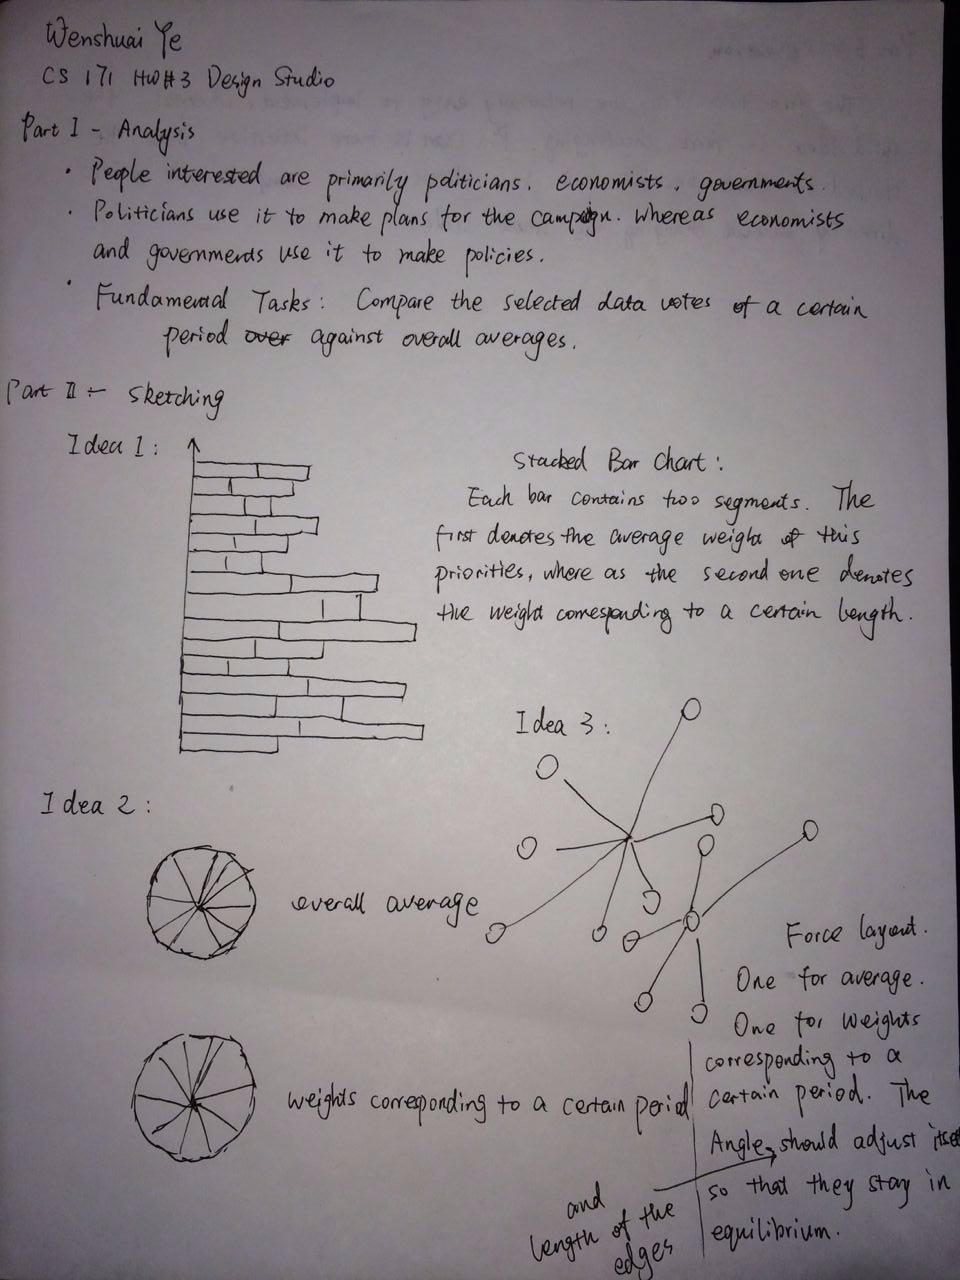 Wenshuai Ye
CS 171 HW#3 Design Studio
Part I - Analysis
· People interested are primarily politicians, economists, governments.
· Politicians use it to make plans for the campaign. Whereas economists
and governments use it to make policies.
· Fundamental Tasks: Compare the selected data votes of a certain
period over against overall averages.
Part II - Sketching
Idea 1:
Stacked Bar Chart:
Each bar contains two segments. The
first denotes the average weight of this
priorities, where as the second one denotes
the weight corresponding to a certain length.
Idea 2:
overall average
weights corresponding to a certain period
Idea 3:
Force layout.
One for average.
One for weights
corresponding to a
certain period. The
Angle should adjust itself
so that they stay in
equilibrium.
and
length of the
edges